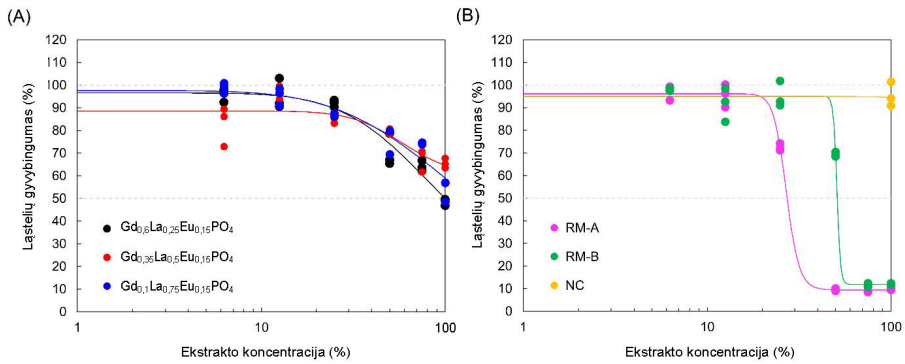 (A)
(B)
120
110
100
90
80
70
60
50
40
30
20
10
0
Ląstelių gyvybingumas (%)
Gd0,6La0,25Eu0,15PO4
Gd0,35La0,5Eu0,15PO4
Gd0,1La0,75Eu0,15PO4
1
10
100
Ekstrakto koncentracija (%)
120
110
100
90
80
70
60
50
40
30
20
10
0
Ląstelių gyvybingumas (%)
RM-A
RM-B
NC
1
10
100
Ekstrakto koncentracija (%)